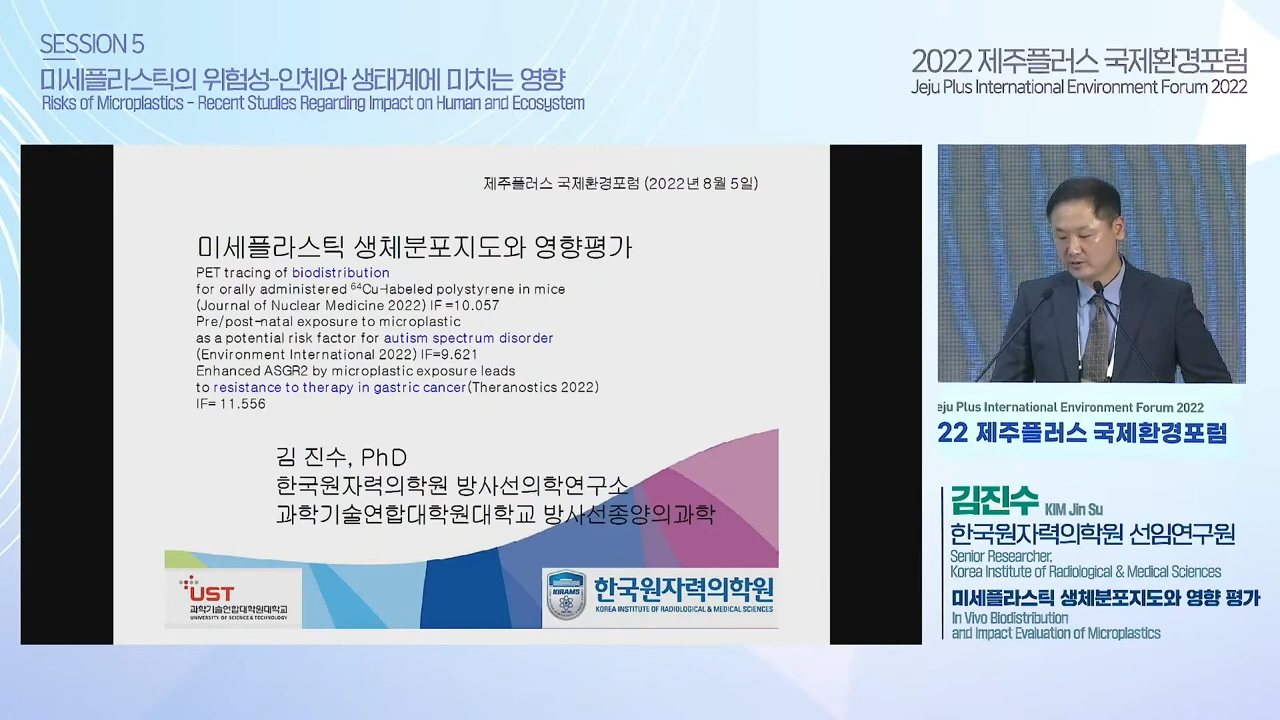 SESSION 5
미세플라스틱의 위험성-인체와 생태계에 미치는 영향
Risks of Microplastics - Recent Studies Regarding Impact on Human and Ecosystem
2022 제주플러스 국제환경포럼
Jeju Plus International Environment Forum 2022
제주플러스 국제환경포럼 (2022년 8월 5일)
미세플라스틱 생체분포지도와 영향평가
PET tracing of biodistribution
for orally administered ⁶⁴Cu-labeled polystyrene in mice
(Journal of Nuclear Medicine 2022) IF =10.057
Pre/post-natal exposure to microplastic
as a potential risk factor for autism spectrum disorder
(Environment International 2022) IF=9.621
Enhanced ASGR2 by microplastic exposure leads
to resistance to therapy in gastric cancer(Theranostics 2022)
IF= 11.556
김 진수, PhD
한국원자력의학원 방사선의학연구소
과학기술연합대학원대학교 방사선종양의과학
UST
과학기술연합대학원대학교
UNIVERSITY OF SCIENCE & TECHNOLOGY
KIRAMS
한국원자력의학원
KOREA INSTITUTE OF RADIOLOGICAL & MEDICAL SCIENCES
eju Plus International Environment Forum 2022
22 제주플러스 국제환경포럼
김진수 KIM Jin Su
한국원자력의학원 선임연구원
Senior Researcher,
Korea Institute of Radiological & Medical Sciences
미세플라스틱 생체분포지도와 영향 평가
In Vivo Biodistribution
and Impact Evaluation of Microplastics